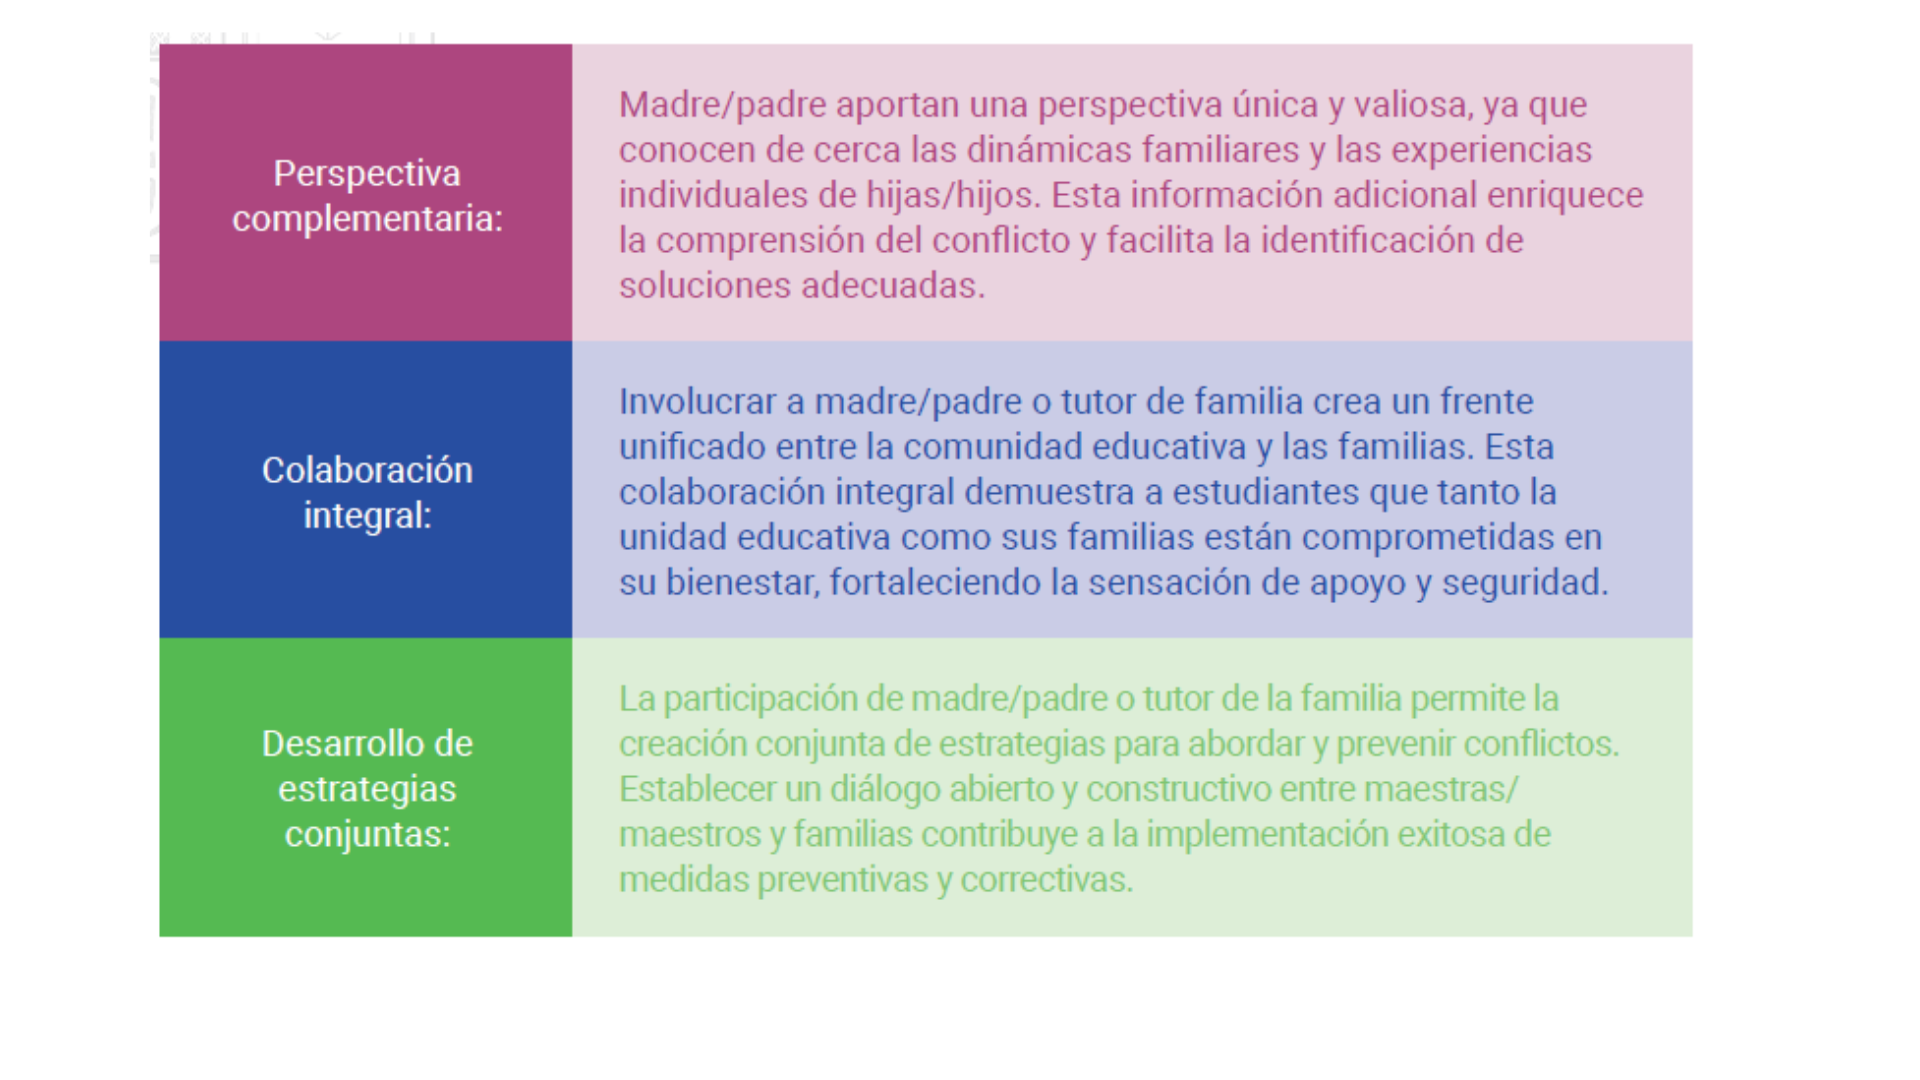 Perspectiva
complementaria:
Madre/padre aportan una perspectiva única y valiosa, ya que
conocen de cerca las dinámicas familiares y las experiencias
individuales de hijas/hijos. Esta información adicional enriquece
la comprensión del conflicto y facilita la identificación de
soluciones adecuadas.
Colaboración
integral:
Involucrar a madre/padre o tutor de familia crea un frente
unificado entre la comunidad educativa y las familias. Esta
colaboración integral demuestra a estudiantes que tanto la
unidad educativa como sus familias están comprometidas en
su bienestar, fortaleciendo la sensación de apoyo y seguridad.
Desarrollo de
estrategias
conjuntas:
La participación de madre/padre o tutor de la familia permite la
creación conjunta de estrategias para abordar y prevenir conflictos.
Establecer un diálogo abierto y constructivo entre maestras/
maestros y familias contribuye a la implementación exitosa de
medidas preventivas y correctivas.